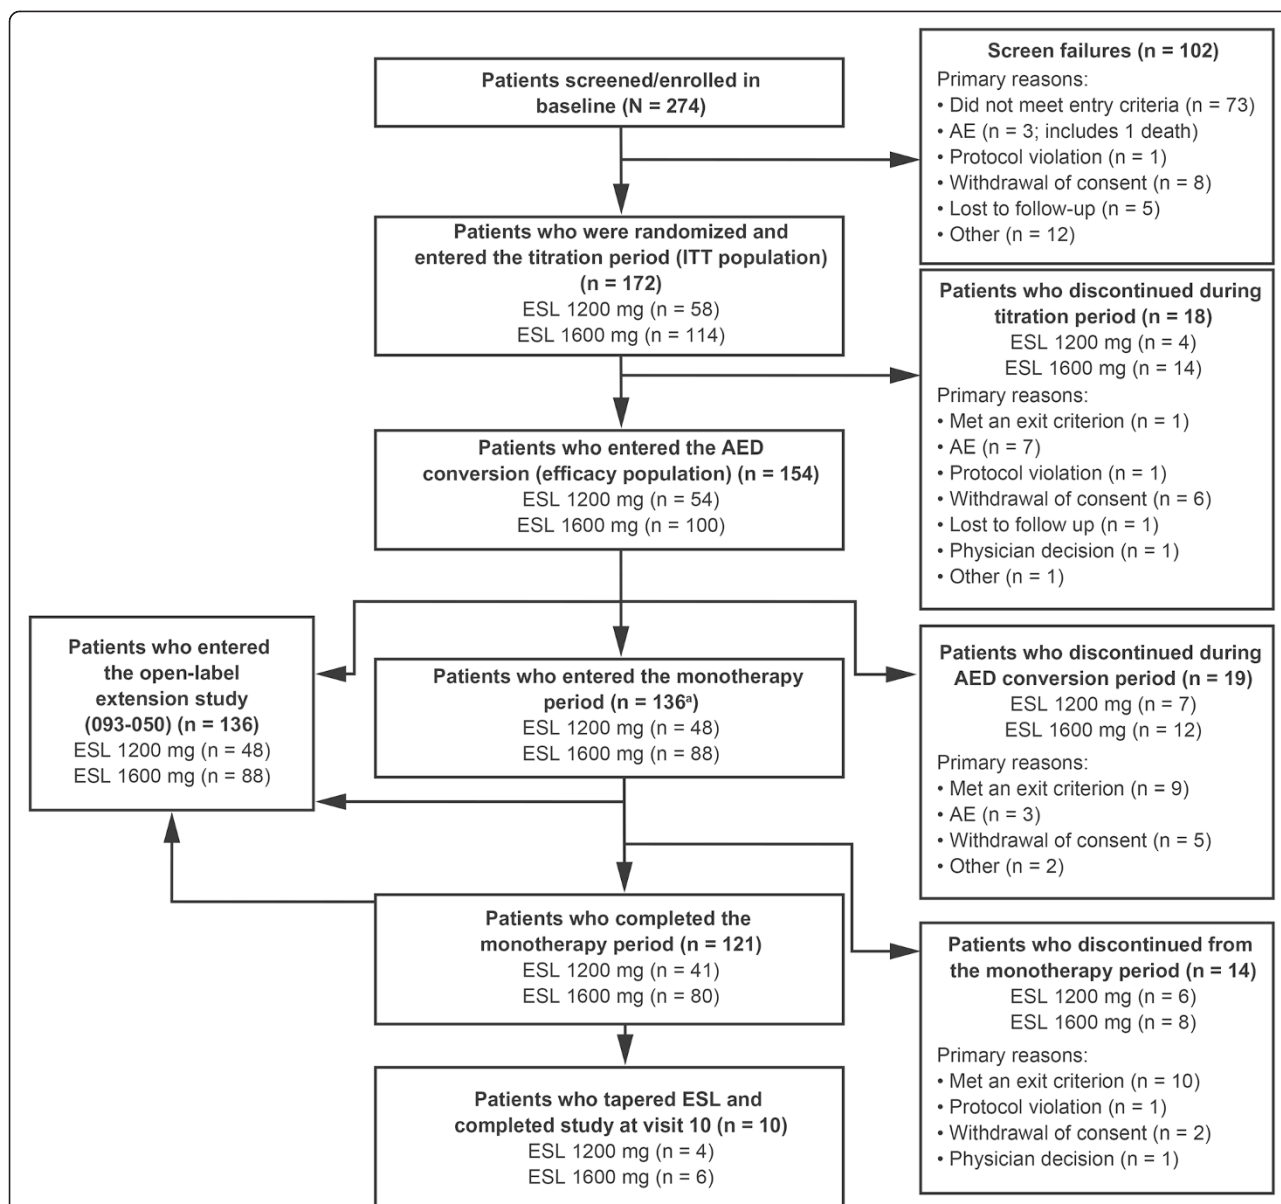 Patients screened/enrolled in
baseline (N = 274)
Screen failures (n = 102)
Primary reasons:
• Did not meet entry criteria (n = 73)
• AE (n = 3; includes 1 death)
• Protocol violation (n = 1)
• Withdrawal of consent (n = 8)
• Lost to follow-up (n = 5)
• Other (n = 12)
Patients who were randomized and
entered the titration period (ITT population)
(n = 172)
ESL 1200 mg (n = 58)
ESL 1600 mg (n = 114)
Patients who discontinued during
titration period (n = 18)
ESL 1200 mg (n = 4)
ESL 1600 mg (n = 14)
Primary reasons:
• Met an exit criterion (n = 1)
• AE (n = 7)
• Protocol violation (n = 1)
• Withdrawal of consent (n = 6)
• Lost to follow up (n = 1)
• Physician decision (n = 1)
• Other (n = 1)
Patients who entered the AED
conversion (efficacy population) (n = 154)
ESL 1200 mg (n = 54)
ESL 1600 mg (n = 100)
Patients who entered
the open-label
extension study
(093-050) (n = 136)
ESL 1200 mg (n = 48)
ESL 1600 mg (n = 88)
Patients who entered the monotherapy
period (n = 136ª)
ESL 1200 mg (n = 48)
ESL 1600 mg (n = 88)
Patients who discontinued during
AED conversion period (n = 19)
ESL 1200 mg (n = 7)
ESL 1600 mg (n = 12)
Primary reasons:
• Met an exit criterion (n = 9)
• AE (n = 3)
• Withdrawal of consent (n = 5)
• Other (n = 2)
Patients who completed the
monotherapy period (n = 121)
ESL 1200 mg (n = 41)
ESL 1600 mg (n = 80)
Patients who discontinued from
the monotherapy period (n = 14)
ESL 1200 mg (n = 6)
ESL 1600 mg (n = 8)
Primary reasons:
• Met an exit criterion (n = 10)
• Protocol violation (n = 1)
• Withdrawal of consent (n = 2)
• Physician decision (n = 1)
Patients who tapered ESL and
completed study at visit 10 (n = 10)
ESL 1200 mg (n = 4)
ESL 1600 mg (n = 6)